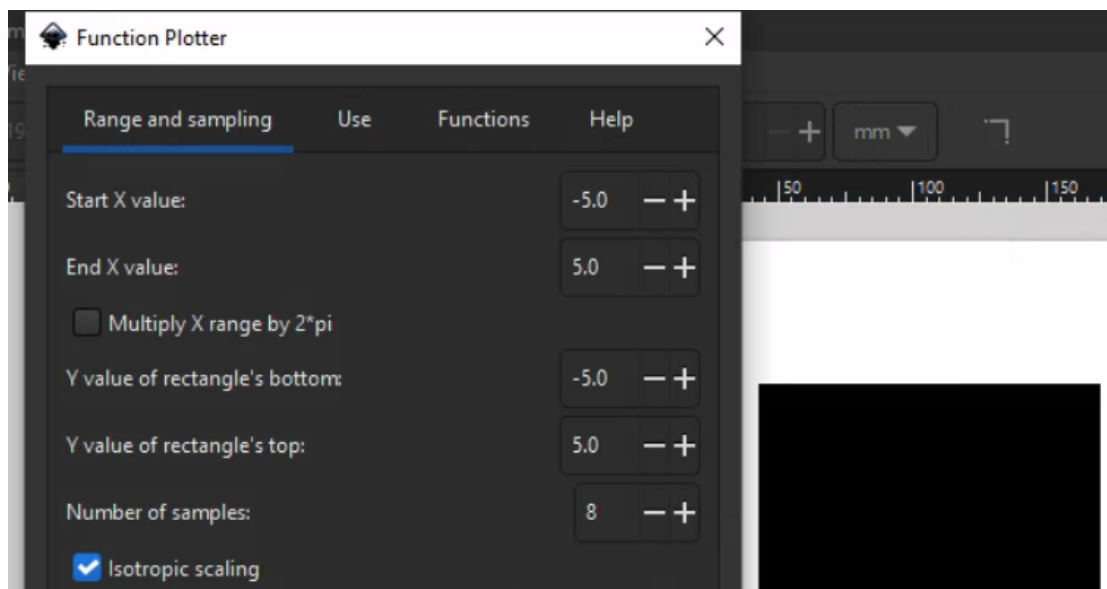 Function Plotter
Range and sampling Use Functions Help
mm
Start X value: -5.0
50 100 150
End X value: 5.0
Multiply X range by 2*pi
Y value of rectangle's bottom: -5.0
Y value of rectangle's top: 5.0
Number of samples: 8
Isotropic scaling